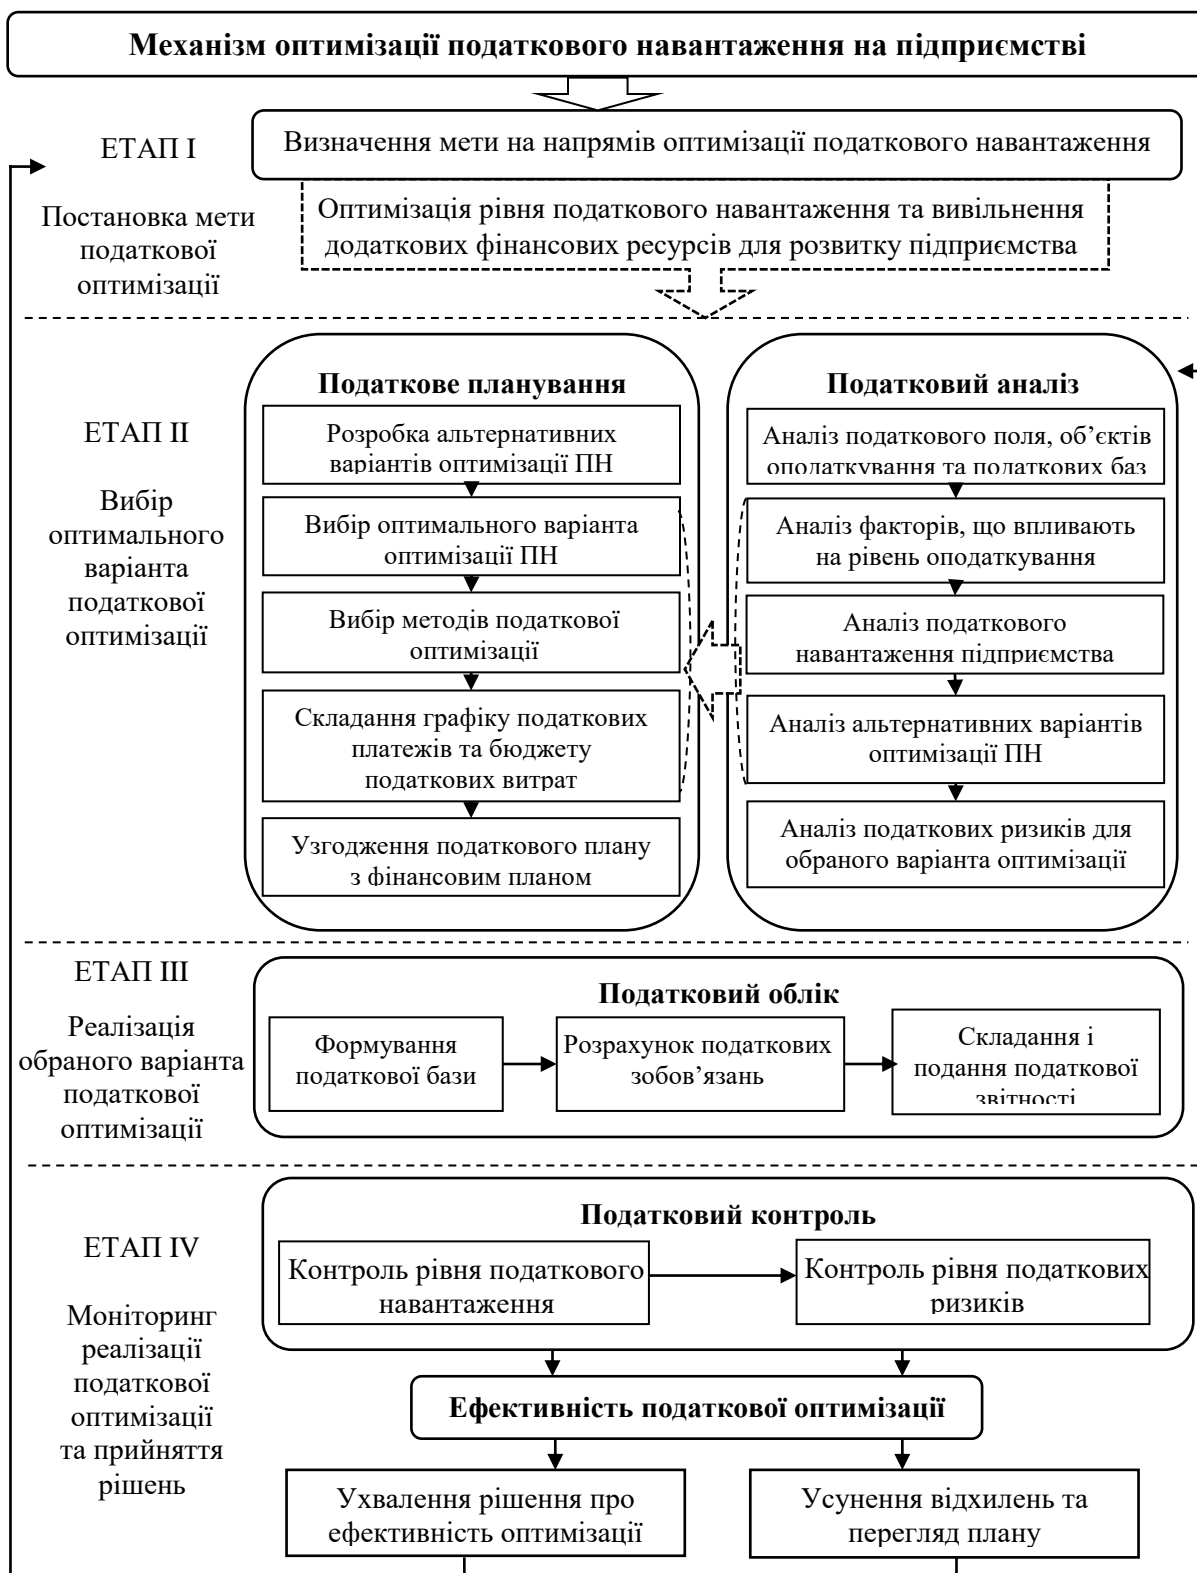 Механізм оптимізації податкового навантаження на підприємстві
ЕТАП I
Постановка мети
податкової
оптимізації
Визначення мети на напрямів оптимізації податкового навантаження
Оптимізація рівня податкового навантаження та вивільнення
додаткових фінансових ресурсів для розвитку підприємства
ЕТАП II
Вибір
оптимального
варіанта
податкової
оптимізації
Податкове планування
Розробка альтернативних
варіантів оптимізації ПН
Вибір оптимального варіанта
оптимізації ПН
Вибір методів податкової
оптимізації
Складання графіку податкових
платежів та бюджету
податкових витрат
Узгодження податкового плану
з фінансовим планом
Податковий аналіз
Аналіз податкового поля, об’єктів
оподаткування та податкових баз
Аналіз факторів, що впливають
на рівень оподаткування
Аналіз податкового
навантаження підприємства
Аналіз альтернативних варіантів
оптимізації ПН
Аналіз податкових ризиків для
обраного варіанта оптимізації
ЕТАП III
Реалізація
обраного варіанта
податкової
оптимізації
Податковий облік
Формування
податкової бази
Розрахунок податкових
зобов’язань
Складання і
подання податкової
звітності
ЕТАП IV
Моніторинг
реалізації
податкової
оптимізації
та прийняття
рішень
Податковий контроль
Контроль рівня податкового
навантаження
Контроль рівня податкових
ризиків
Ефективність податкової оптимізації
Ухвалення рішення про
ефективність оптимізації
Усунення відхилень та
перегляд плану